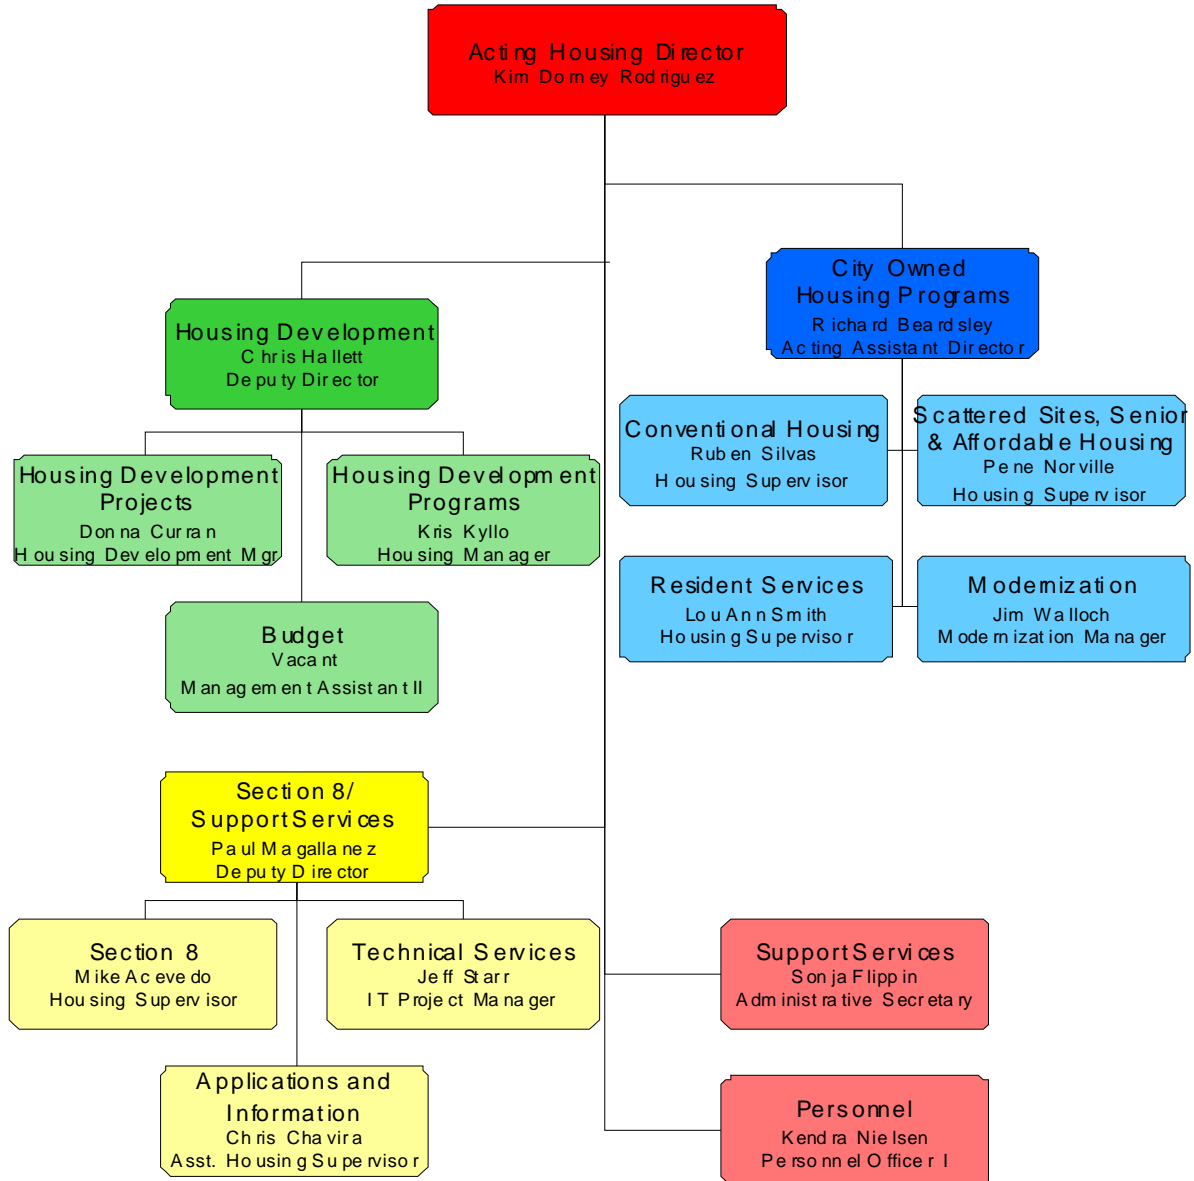 Acting Housing Director
Kim Dorney Rodriguez
City Owned
Housing Programs
Richard Beardsley
Acting Assistant Director
Housing Development
Chris Hallett
Deputy Director
Conventional Housing
Ruben Silvas
Housing Supervisor
Scattered Sites, Senior
& Affordable Housing
Pene Norville
Housing Supervisor
Housing Development
Projects
Donna Curran
Housing Development Mgr
Housing Development
Programs
Kris Kyllo
Housing Manager
Resident Services
LouAnn Smith
Housing Supervisor
Modernization
Jim Walloch
Modernization Manager
Budget
Vacant
Management Assistant II
Section 8/
Support Services
Paul Magallanez
Deputy Director
Section 8
Mike Acevedo
Housing Supervisor
Technical Services
Jeff Starr
IT Project Manager
Support Services
Sonja Flippin
Administrative Secretary
Applications and
Information
Chris Chavira
Asst. Housing Supervisor
Personnel
Kendra Nielsen
Personnel Officer I